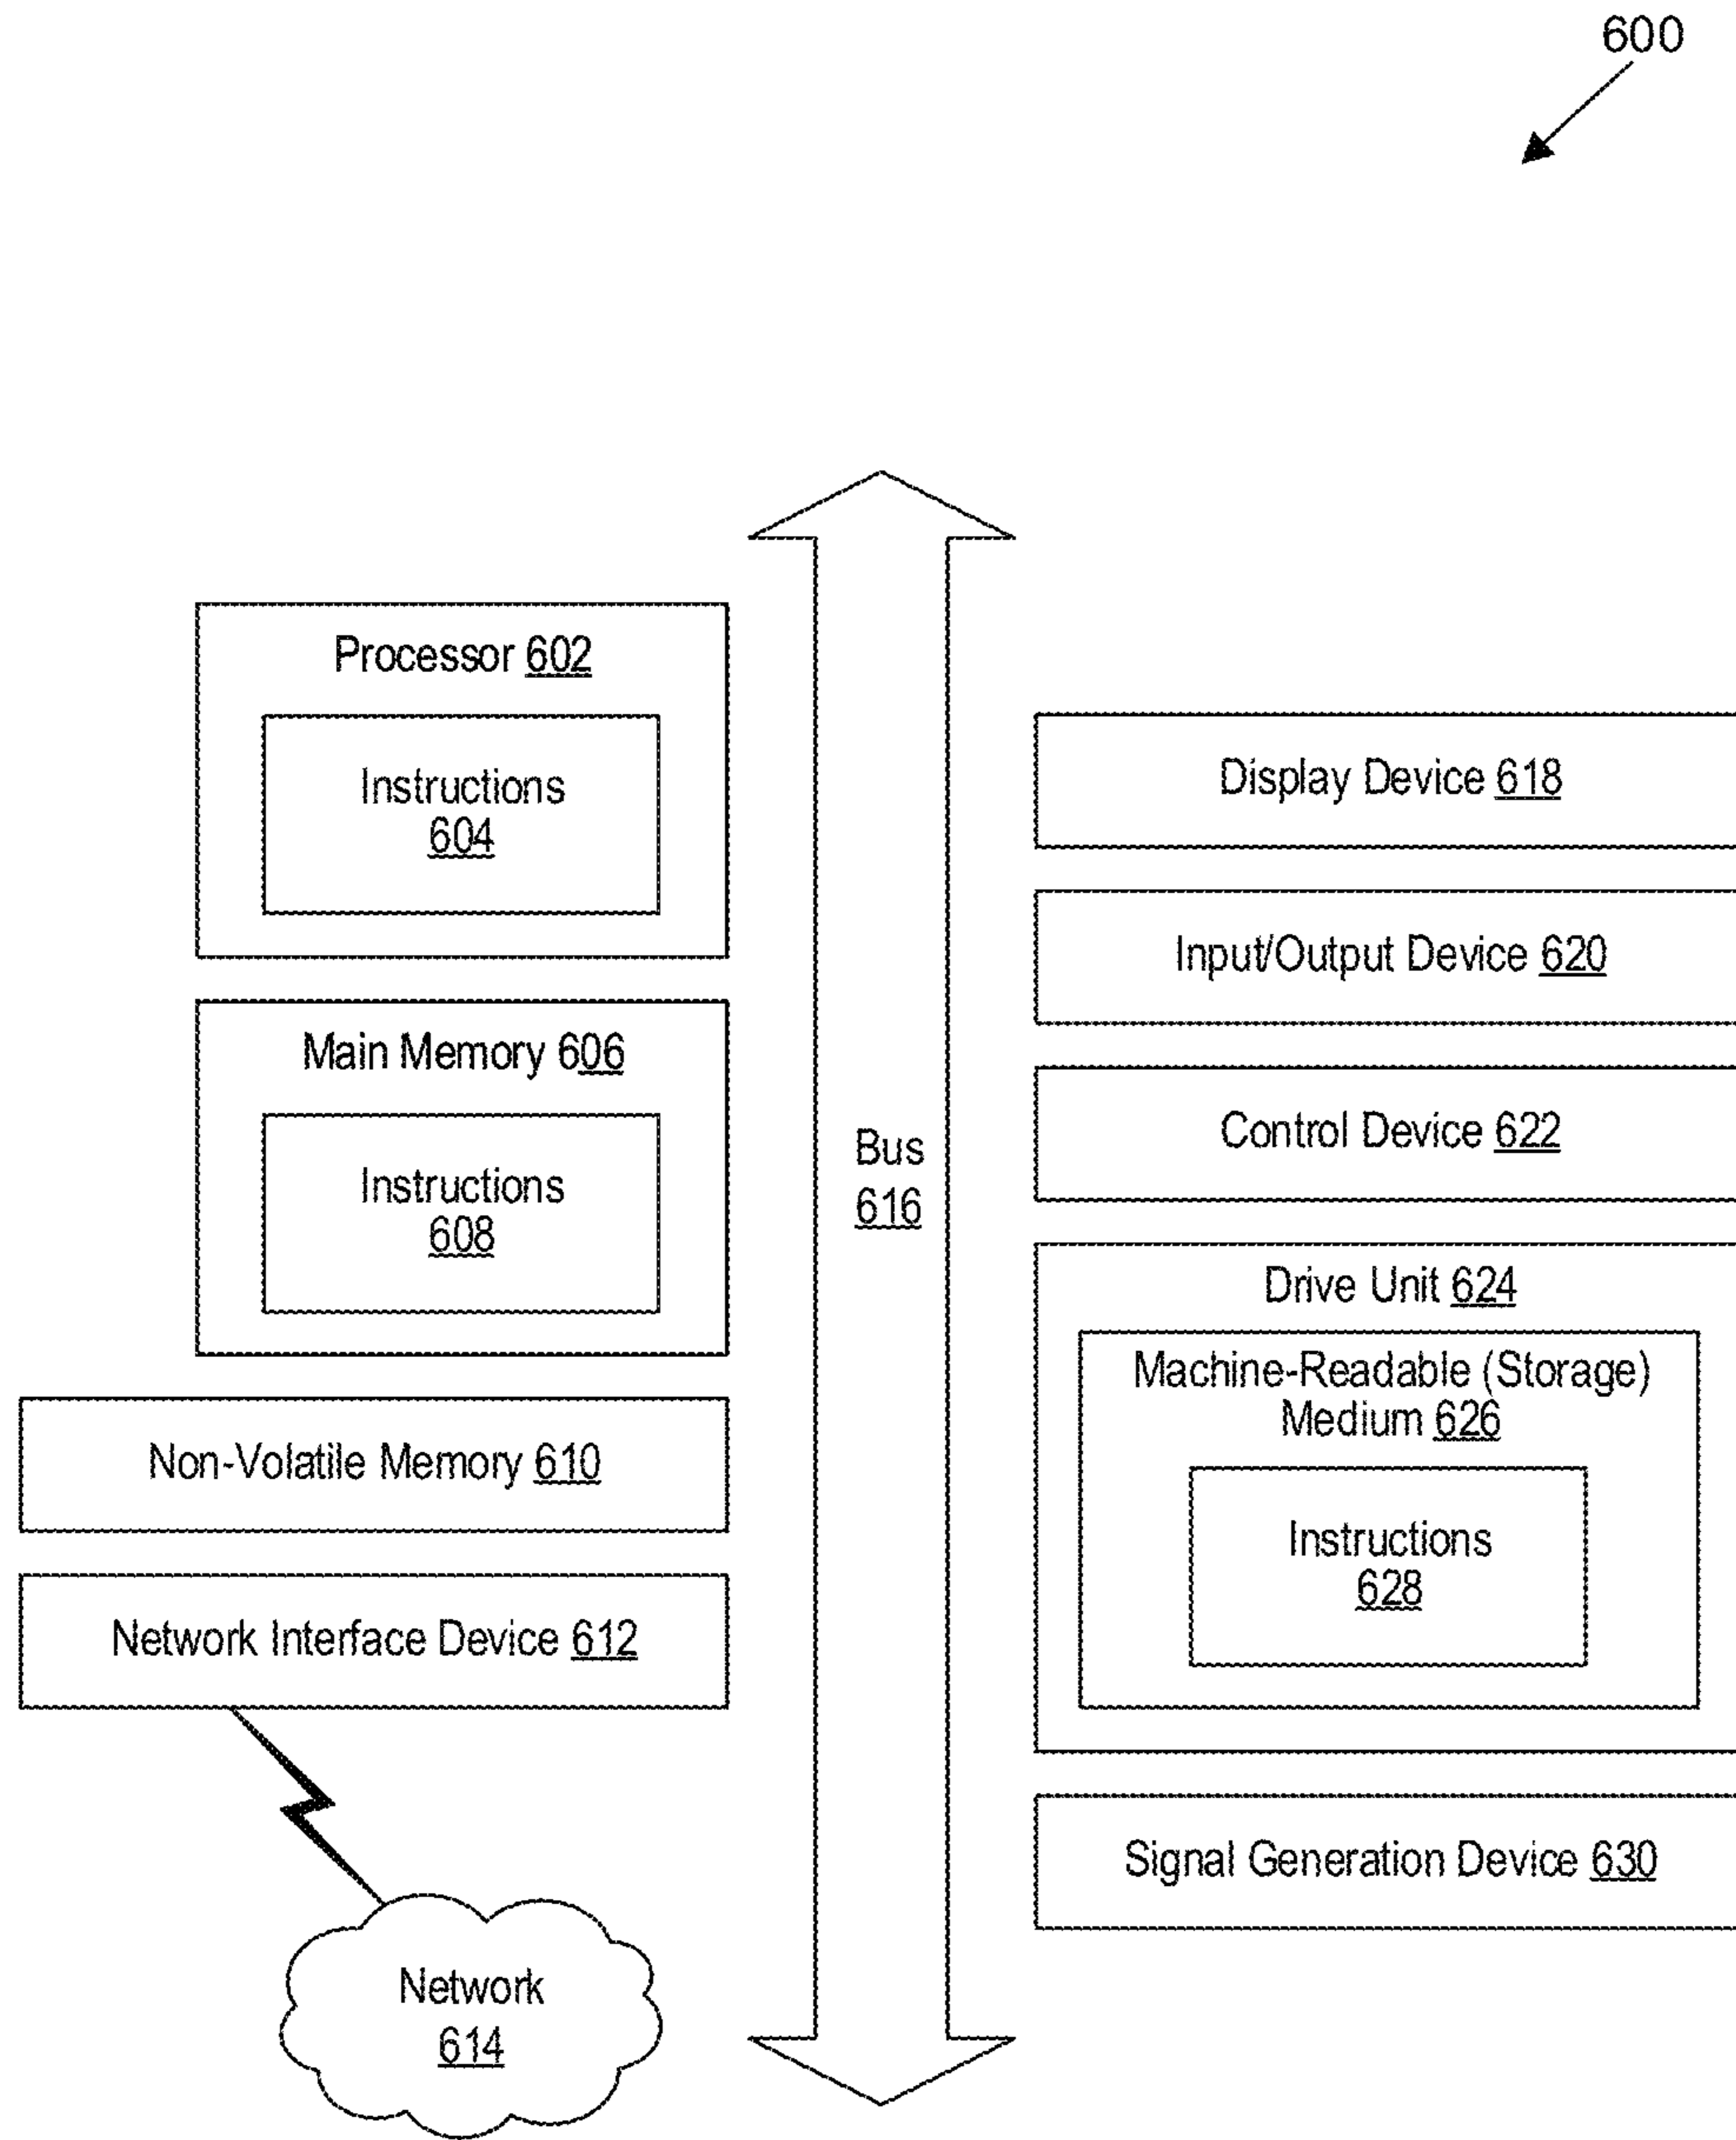 600
Processor 602
Instructions
604
Main Memory 606
Instructions
608
Non-Volatile Memory 610
Network Interface Device 612
Network
614
Bus
616
Display Device 618
Input/Output Device 620
Control Device 622
Drive Unit 624
Machine-Readable (Storage)
Medium 626
Instructions
628
Signal Generation Device 630